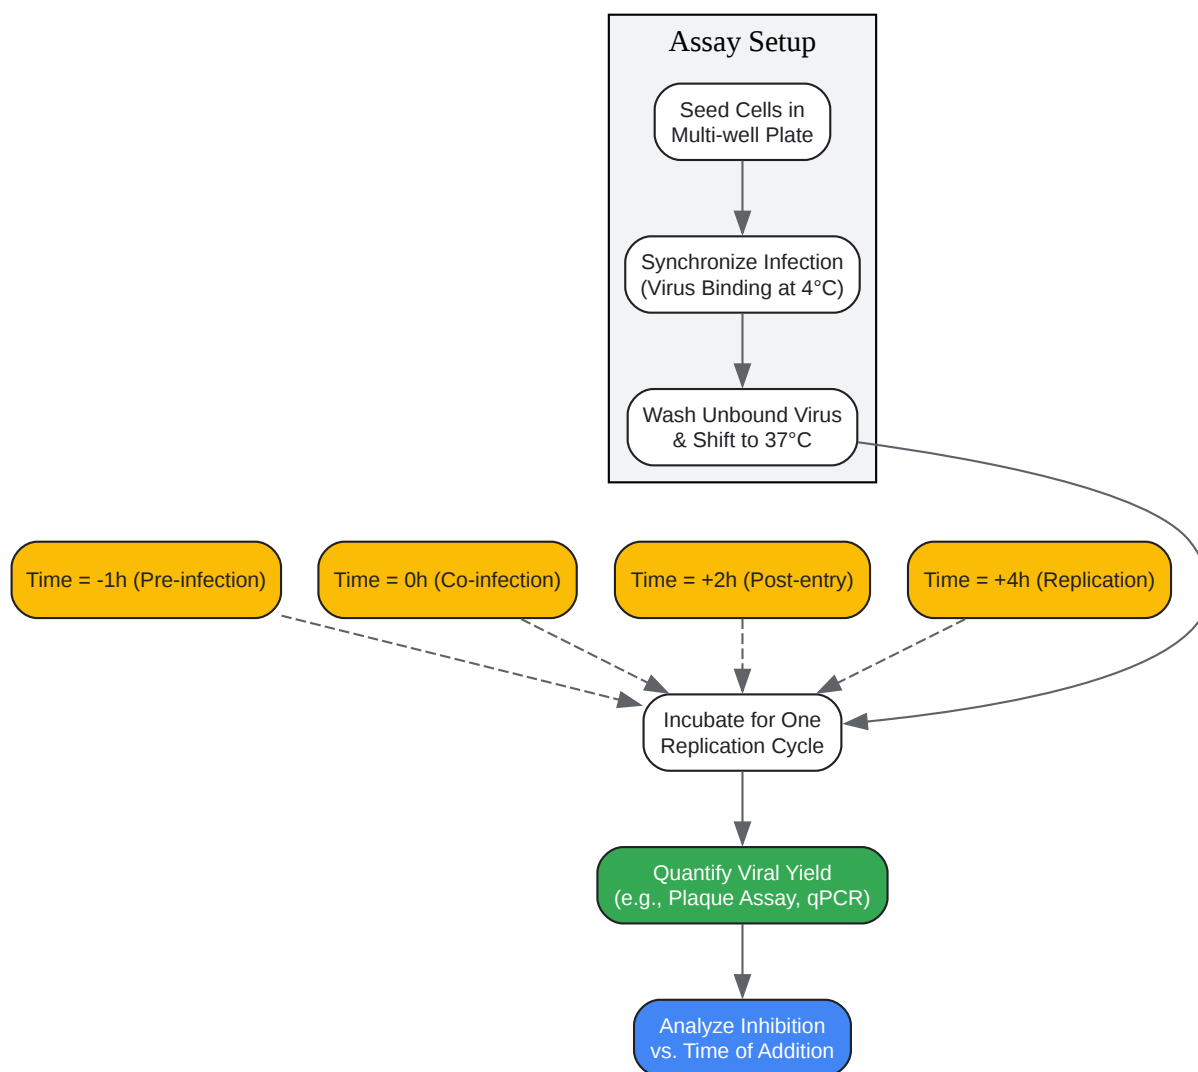 Assay Setup
Seed Cells in
Multi-well Plate
Synchronize Infection
(Virus Binding at 4°C)
Wash Unbound Virus
& Shift to 37°C
Time = -1h (Pre-infection)
Time = 0h (Co-infection)
Time = +2h (Post-entry)
Time = +4h (Replication)
Incubate for One
Replication Cycle
Quantify Viral Yield
(e.g., Plaque Assay, qPCR)
Analyze Inhibition
vs. Time of Addition